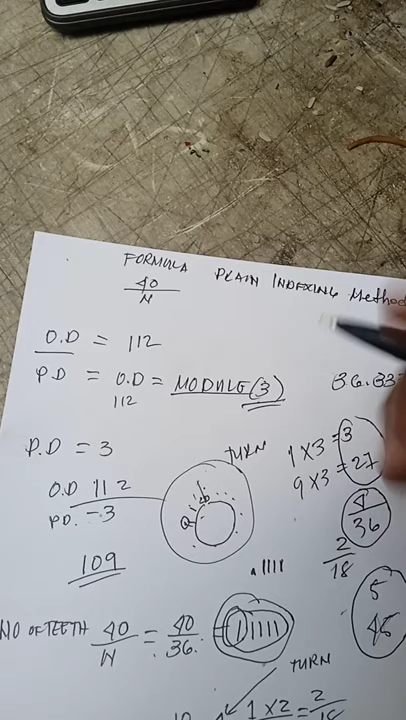 FORMULA PLAIN INDEXING Method
40
N
O.D = 112
P.D = O.D = MODULE (3)
112
36.33
P.D = 3
TURN
1 X 3 = 3
9 X 3 = 27
O.D 112
P.D. - 3
109
4
36
2
18
5
45
NO OF TEETH 40 = 40
N 36.
TURN
1 X 2 = 2